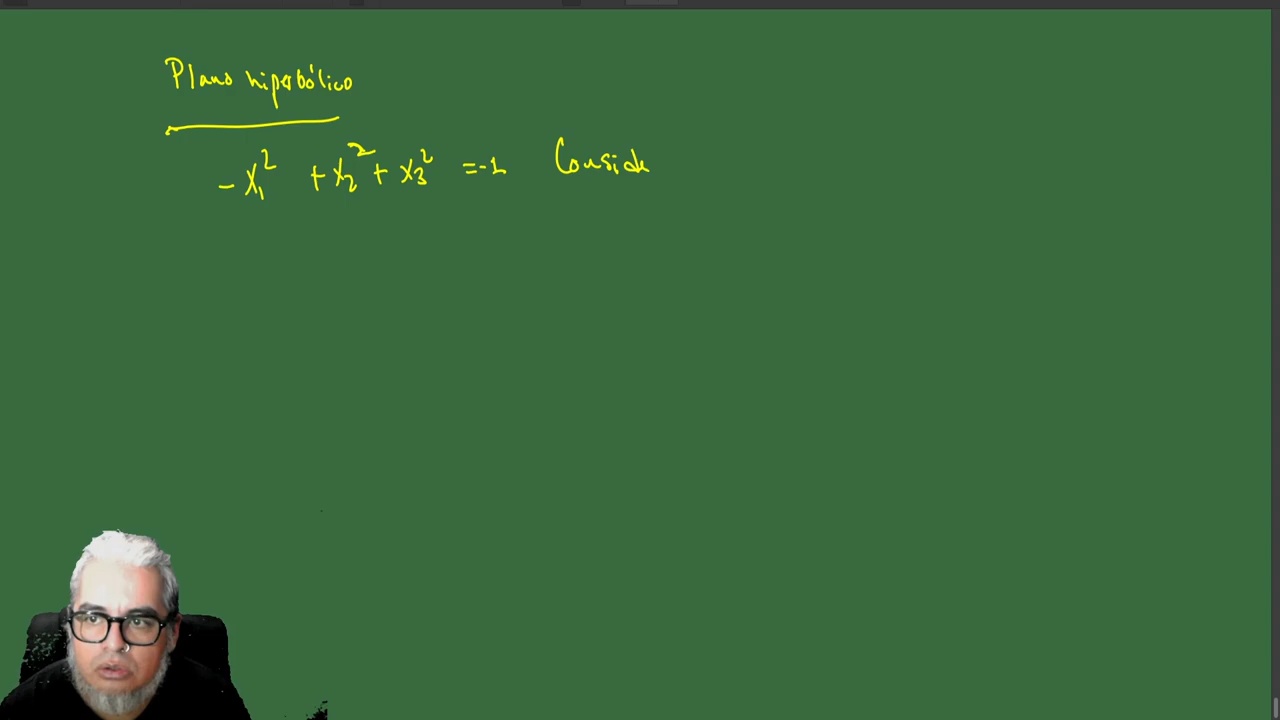 Plano hiperbólico
- x₁² + x₂² + x₃² = -1 Conside